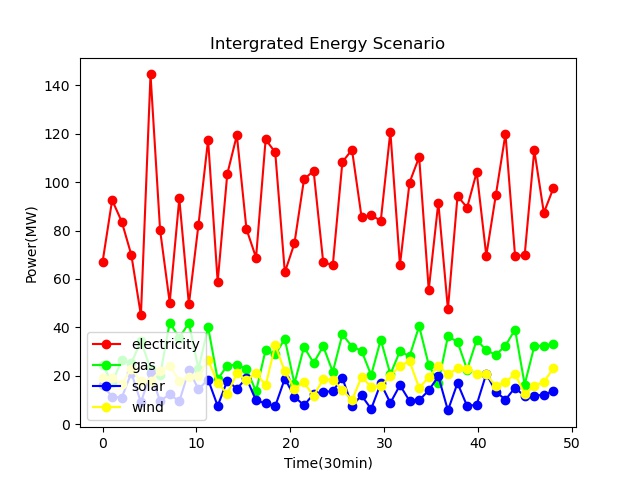 Intergrated Energy Scenario
Power(MW)
140
120
100
80
60
40
20
0
electricity
gas
solar
wind
0 10 20 30 40 50
Time(30min)